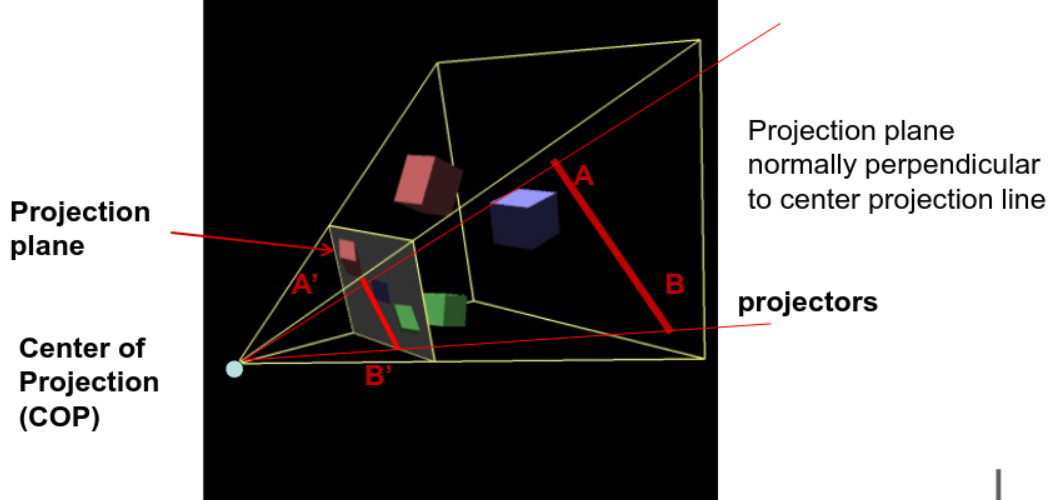 Projection plane
normally perpendicular
to center projection line
A
Projection
plane
A’
B
projectors
Center of
Projection
(COP)
B’